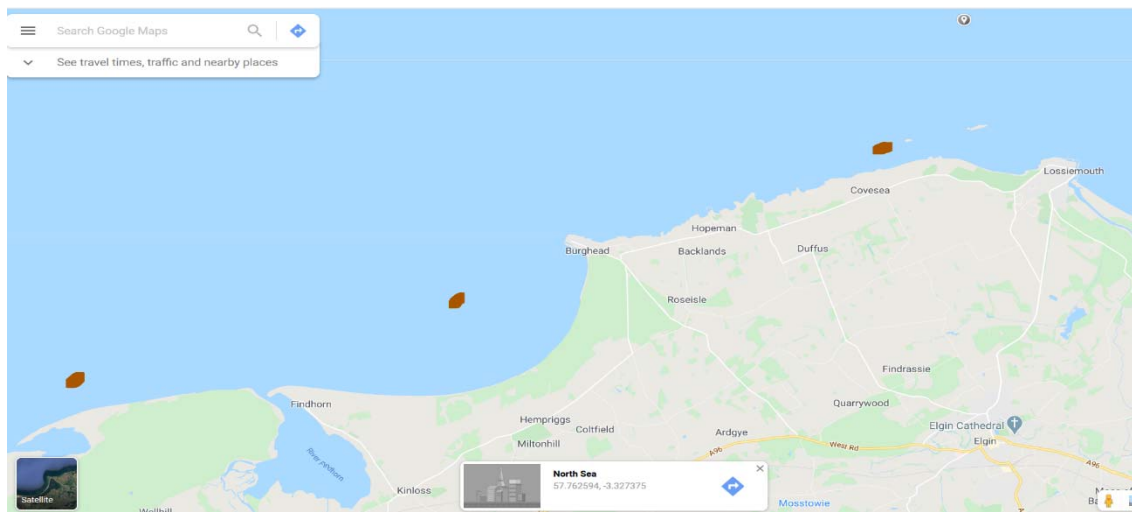 Search Google Maps
See travel times, traffic and nearby places
Lossiemouth
Covesea
Hopeman
Burghead
Backlands
Duffus
Roseisle
Findrassie
Findhorn
Quarrywood
Hempriggs
Coltfield
Elgin Cathedral
Miltonhill
Ardgye
West Rd
Elgin
A96
A96
River Findhorn
North Sea
57.762594, -3.327375
Kinloss
Satellite
Mosstowie